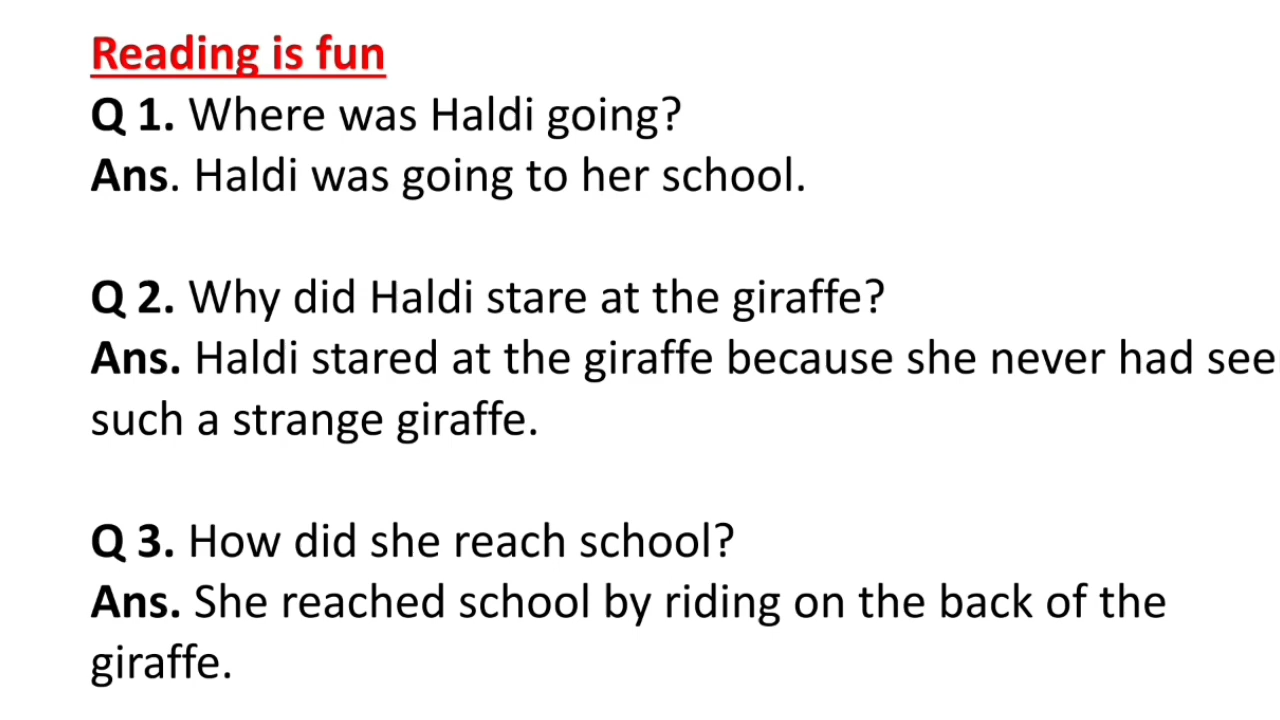 Reading is fun
Q 1. Where was Haldi going?
Ans. Haldi was going to her school.
Q 2. Why did Haldi stare at the giraffe?
Ans. Haldi stared at the giraffe because she never had see
such a strange giraffe.
Q 3. How did she reach school?
Ans. She reached school by riding on the back of the
giraffe.